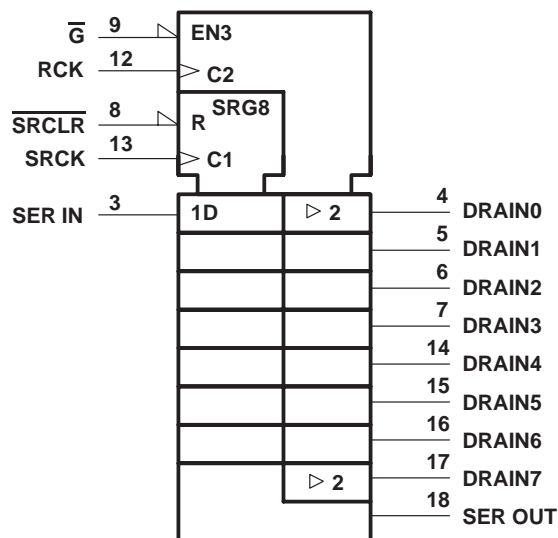 G 9 EN3
RCK 12 C2
SRG8
SRCLR 8 R
SRCK 13 C1
SER IN 3 1D 2 4 DRAIN0
5 DRAIN1
6 DRAIN2
7 DRAIN3
14 DRAIN4
15 DRAIN5
16 DRAIN6
2 17 DRAIN7
18 SER OUT